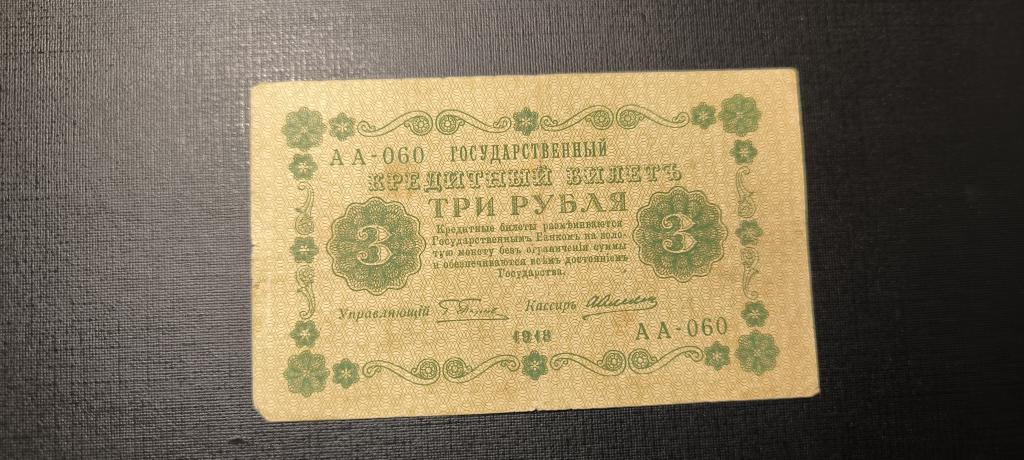 АА-060 ГОСУДАРСТВЕННЫЙ
КРЕДИТНЫЙ БИЛЕТЪ
ТРИ РУБЛЯ
3
3
Кредитные билеты размѣниваются
Государственнымъ Банкомъ на золо-
тую монету безъ ограниченія суммы
и обезпечиваются всѣмъ достояніемъ
Государства.
Управляющій
Кассиръ
1918
АА-060